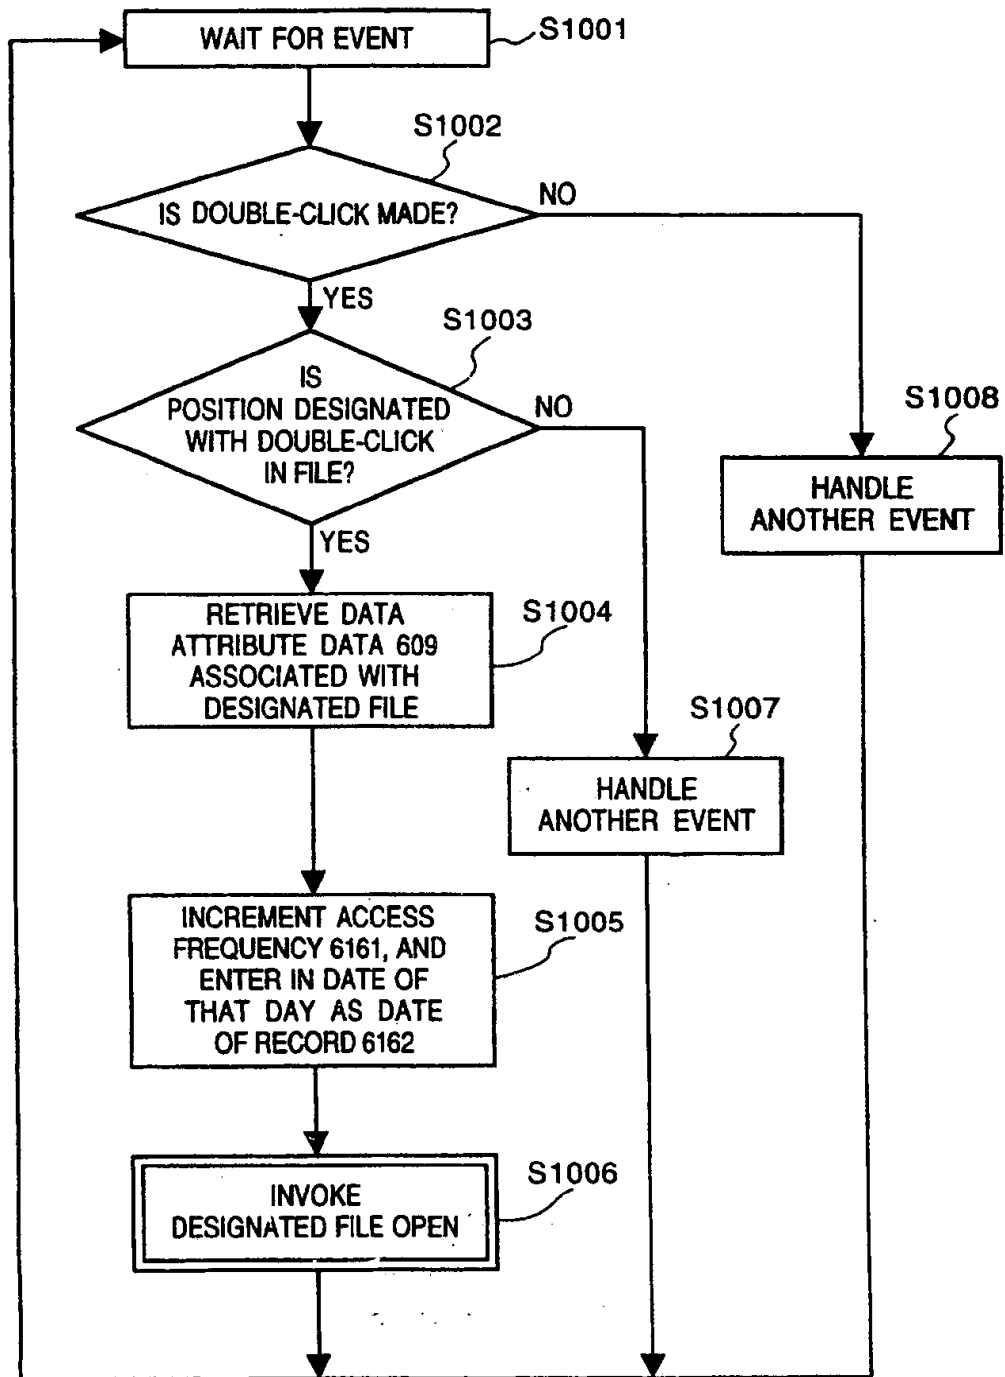 WAIT FOR EVENT
S1001
S1002
IS DOUBLE-CLICK MADE?
NO
YES
S1003
IS
POSITION DESIGNATED
WITH DOUBLE-CLICK
IN FILE?
NO
YES
S1008
HANDLE
ANOTHER EVENT
RETRIEVE DATA
ATTRIBUTE DATA 609
ASSOCIATED WITH
DESIGNATED FILE
S1004
S1007
HANDLE
ANOTHER EVENT
INCREMENT ACCESS
FREQUENCY 6161, AND
ENTER IN DATE OF
THAT DAY AS DATE
OF RECORD 6162
S1005
INVOKE
DESIGNATED FILE OPEN
S1006